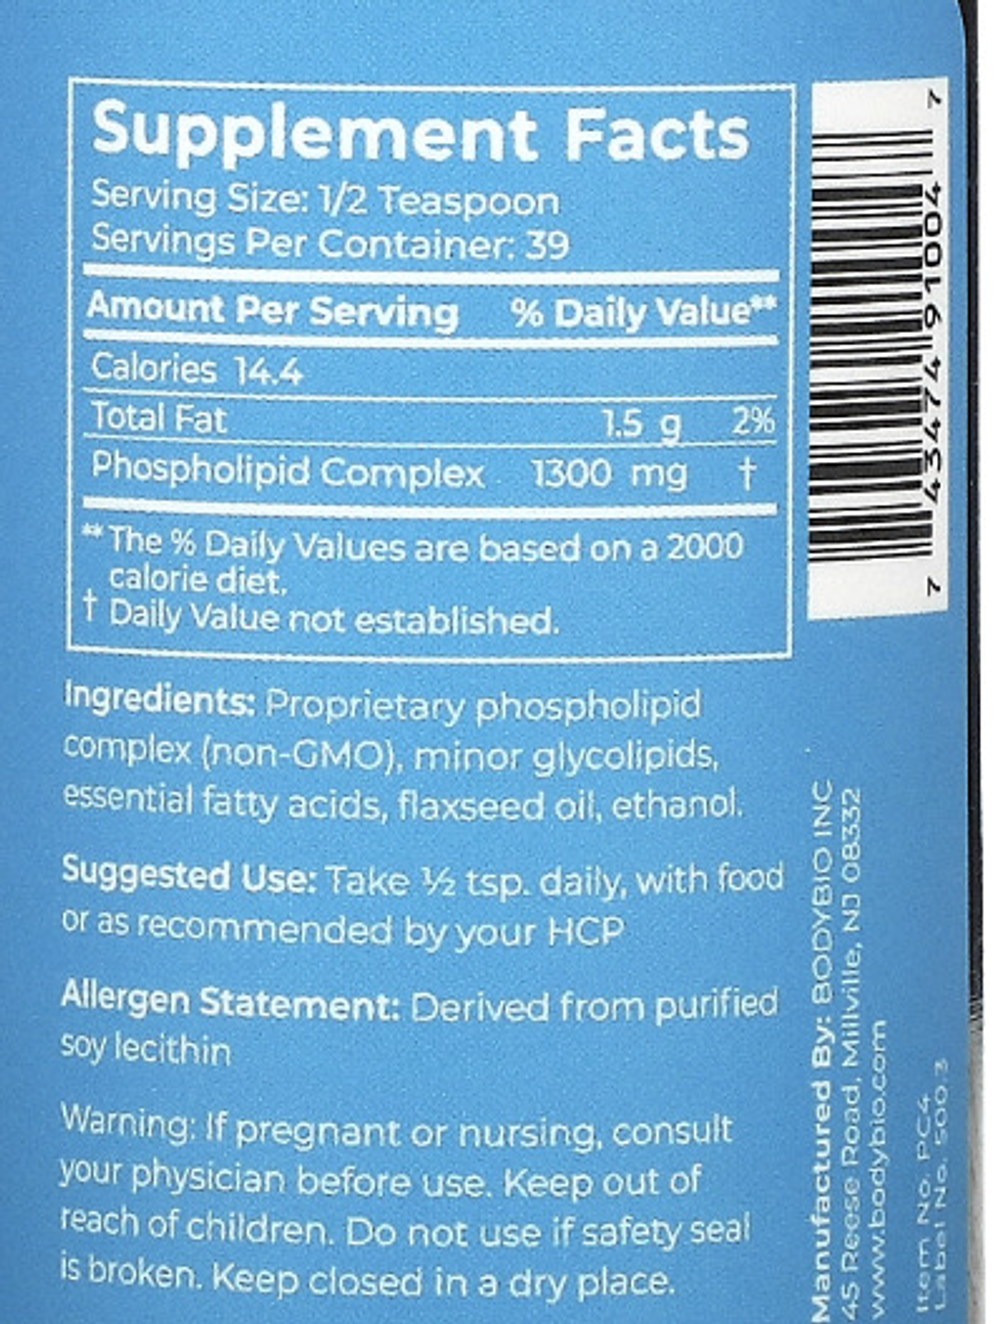 Supplement Facts
Serving Size: 1/2 Teaspoon
Servings Per Container: 39
Amount Per Serving % Daily Value**
Calories 14.4
Total Fat 1.5 g 2%
Phospholipid Complex 1300 mg †
** The % Daily Values are based on a 2000
calorie diet.
† Daily Value not established.
Ingredients: Proprietary phospholipid
complex (non-GMO), minor glycolipids,
essential fatty acids, flaxseed oil, ethanol.
Suggested Use: Take ½ tsp. daily, with food
or as recommended by your HCP
Allergen Statement: Derived from purified
soy lecithin
Warning: If pregnant or nursing, consult
your physician before use. Keep out of
reach of children. Do not use if safety seal
is broken. Keep closed in a dry place.
7 43474 91004 7
Manufactured By: BODYBIO INC
45 Reese Road, Millville, NJ 08332
www.bodybio.com
Item No. PC4
Label No. 500.3